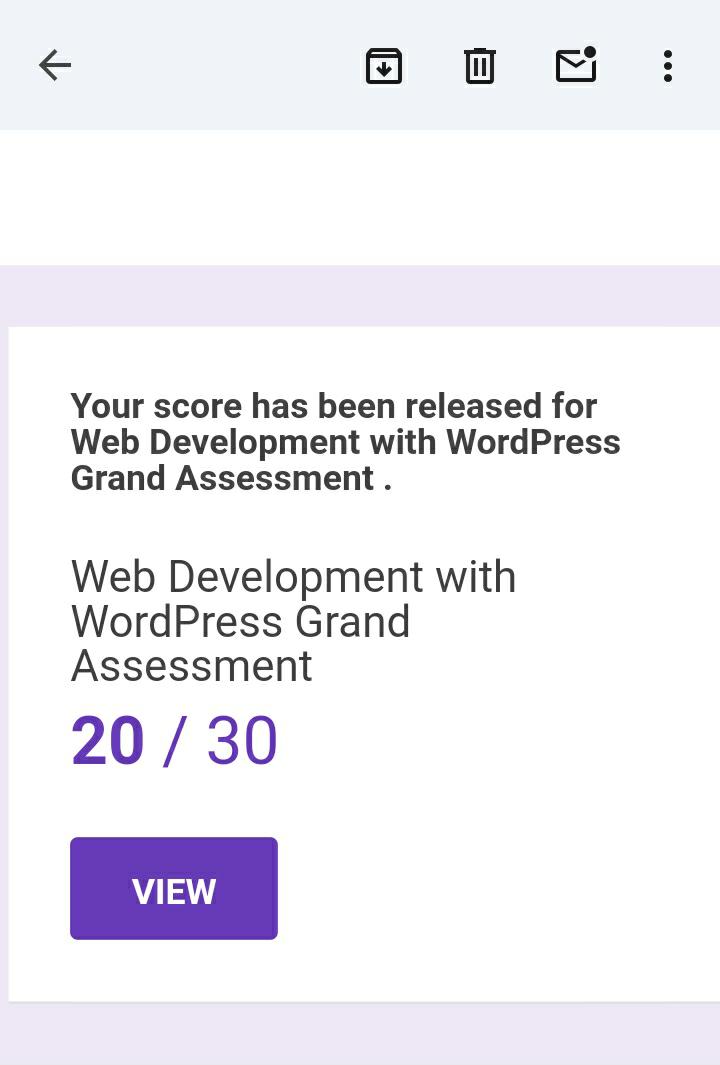 Your score has been released for
Web Development with WordPress
Grand Assessment .
Web Development with
WordPress Grand
Assessment
20 / 30
VIEW